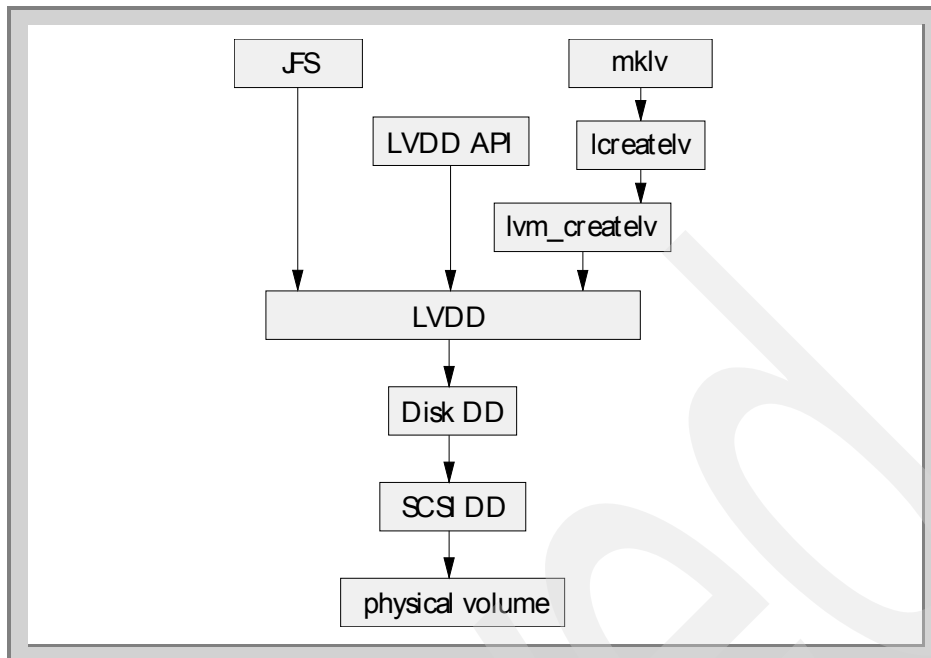 JFS
mklv
LVDD API
lcreatelv
lvm_createlv
LVDD
Disk DD
SCSI DD
physical volume